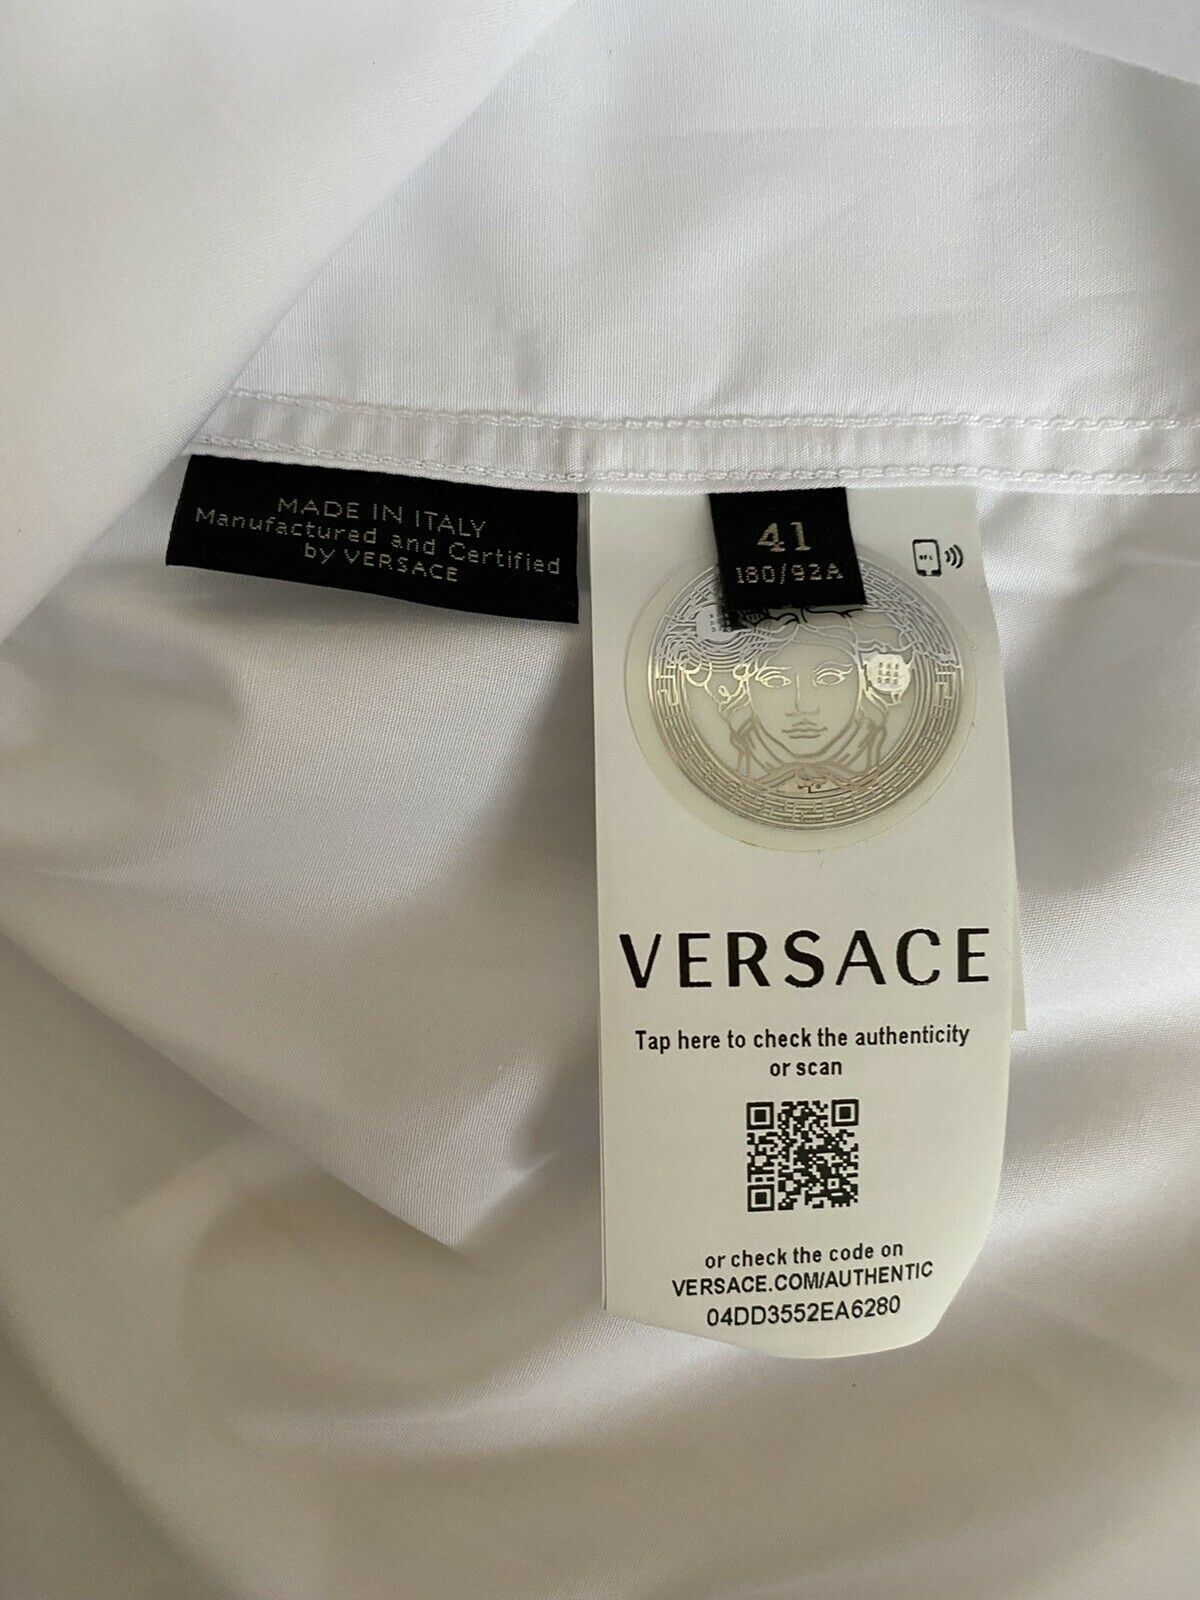 MADE IN ITALY
Manufactured and Certified
by VERSACE
41
180/92A
VERSACE
Tap here to check the authenticity
or scan
or check the code on
VERSACE.COM/AUTHENTIC
04DD3552EA6280